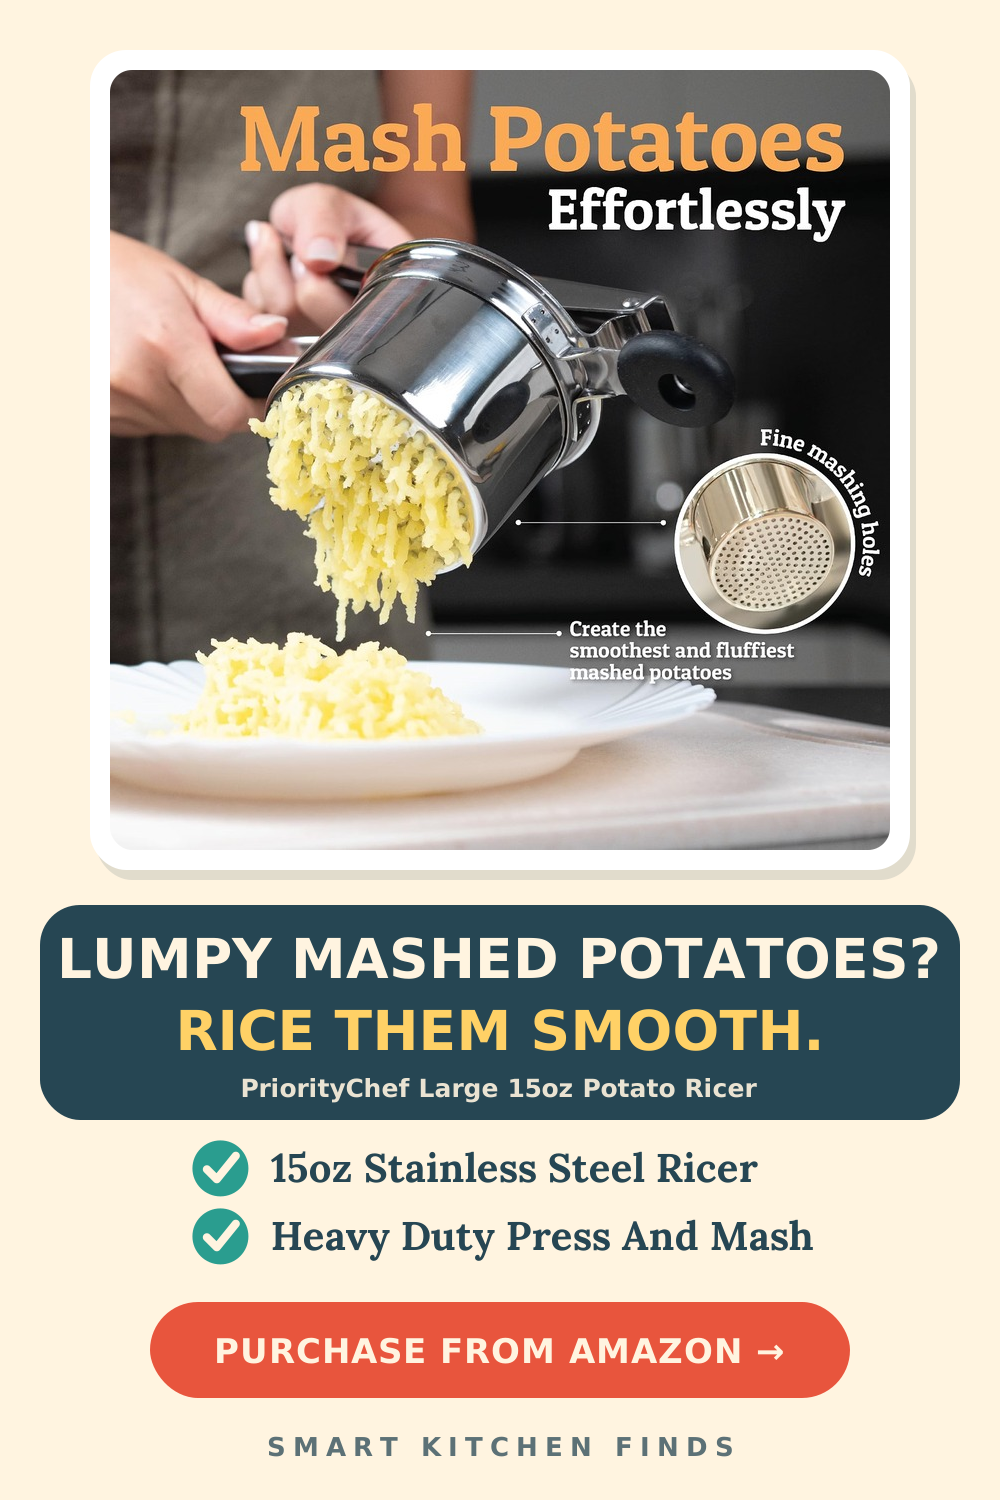 Mash Potatoes
Effortlessly
Fine mashing holes
Create the
smoothest and fluffiest
mashed potatoes
LUMPY MASHED POTATOES?
RICE THEM SMOOTH.
PriorityChef Large 15oz Potato Ricer
15oz Stainless Steel Ricer
Heavy Duty Press And Mash
PURCHASE FROM AMAZON →
SMART KITCHEN FINDS